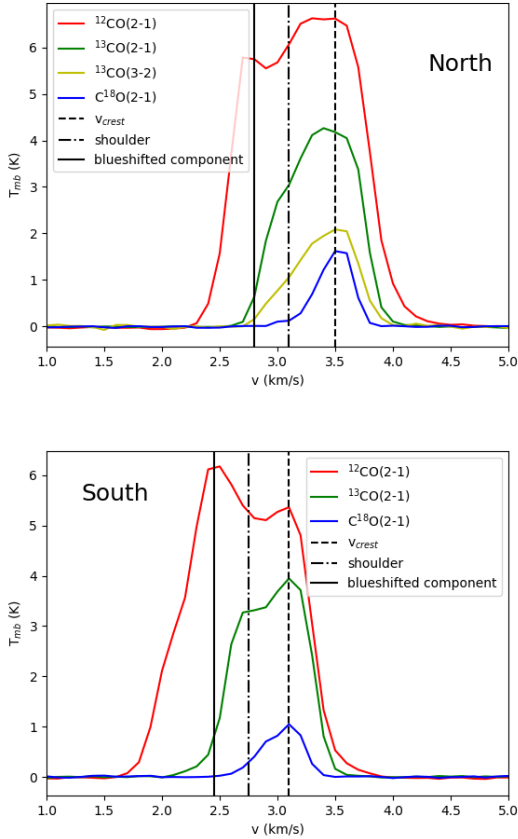 6
5
4
3
2
1
0
T_mb (K)
¹²CO(2-1)
¹³CO(2-1)
¹³CO(3-2)
C¹⁸O(2-1)
v_crest
shoulder
blueshifted component
North
1.0 1.5 2.0 2.5 3.0 3.5 4.0 4.5 5.0
v (km/s)
6
5
4
3
2
1
0
T_mb (K)
South
¹²CO(2-1)
¹³CO(2-1)
C¹⁸O(2-1)
v_crest
shoulder
blueshifted component
1.0 1.5 2.0 2.5 3.0 3.5 4.0 4.5 5.0
v (km/s)